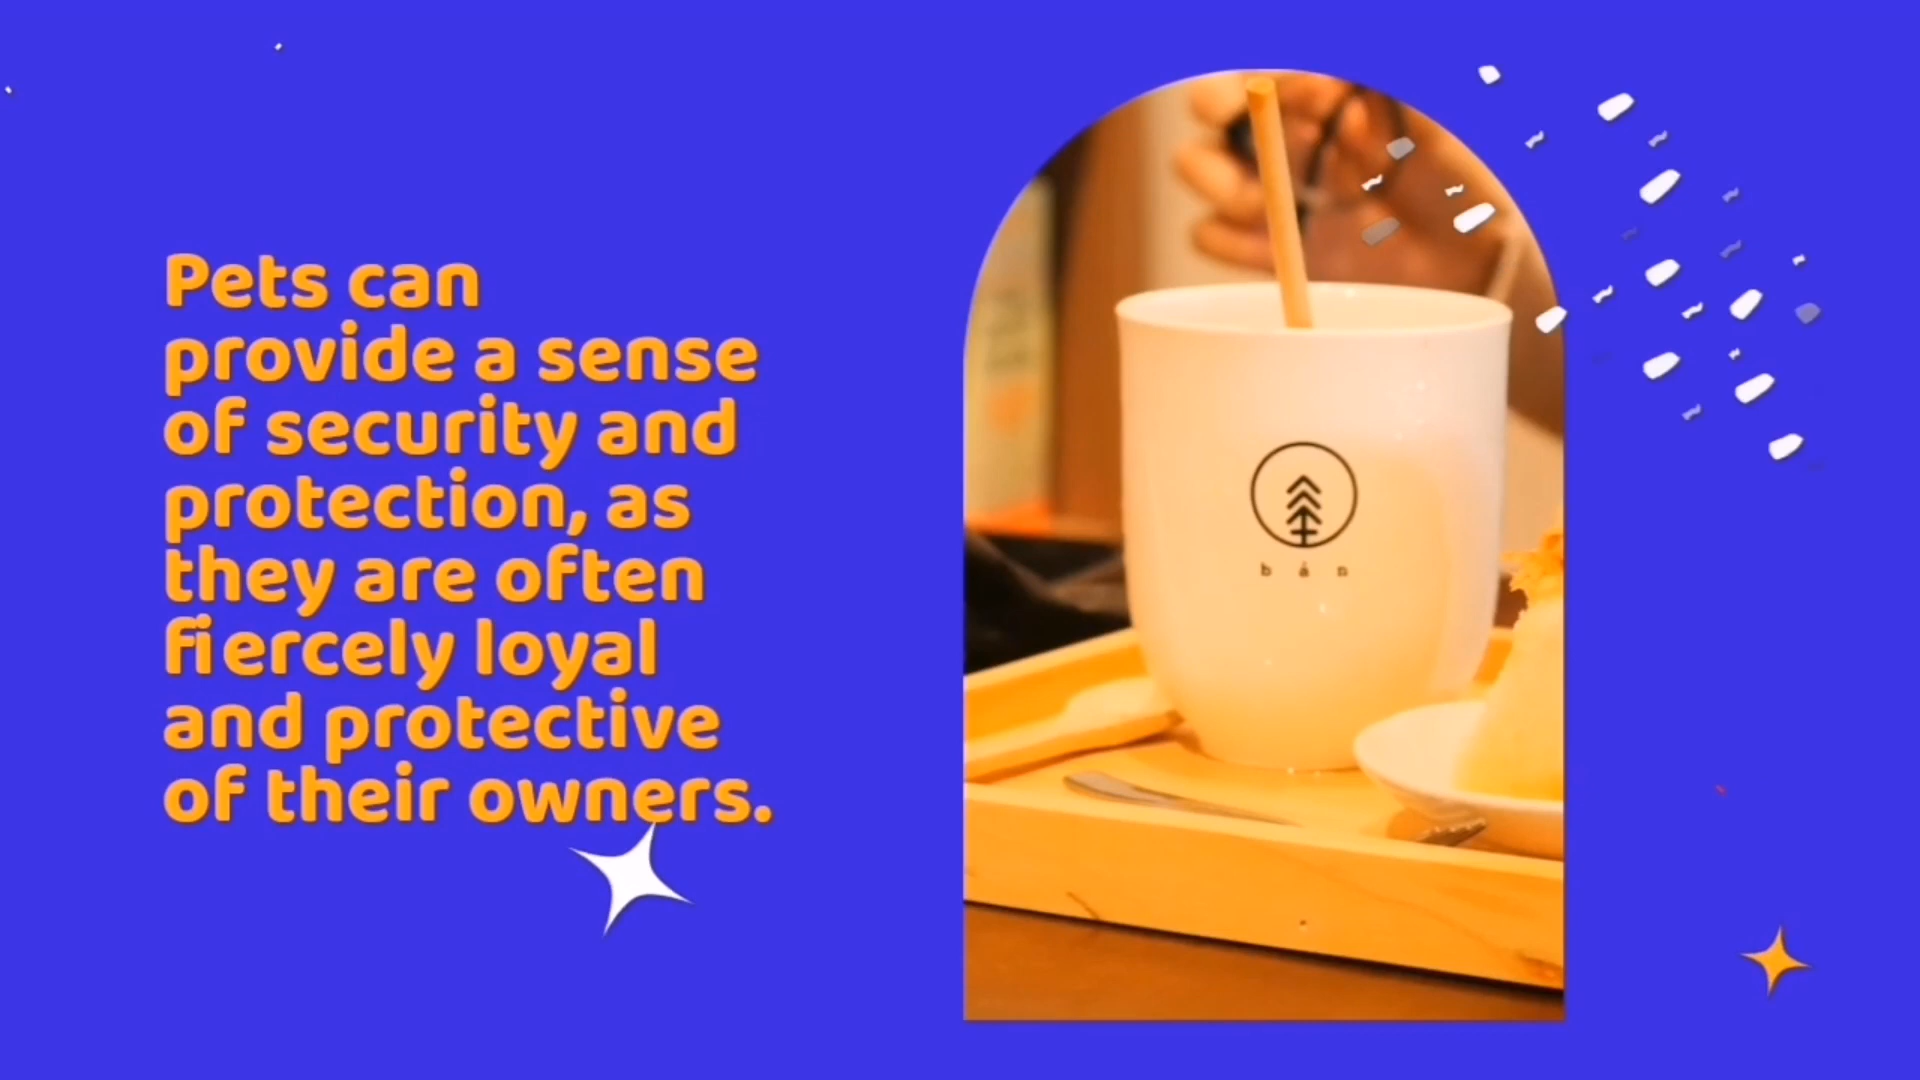 Pets can
provide a sense
of security and
protection, as
they are often
fiercely loyal
and protective
of their owners.
bán